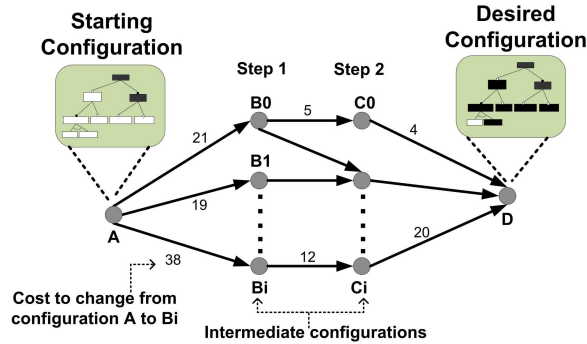 Starting
Configuration
Desired
Configuration
Step 1
Step 2
B0
5
C0
21
4
B1
19
A
D
38
12
20
Bi
Ci
Cost to change from
configuration A to Bi
Intermediate configurations